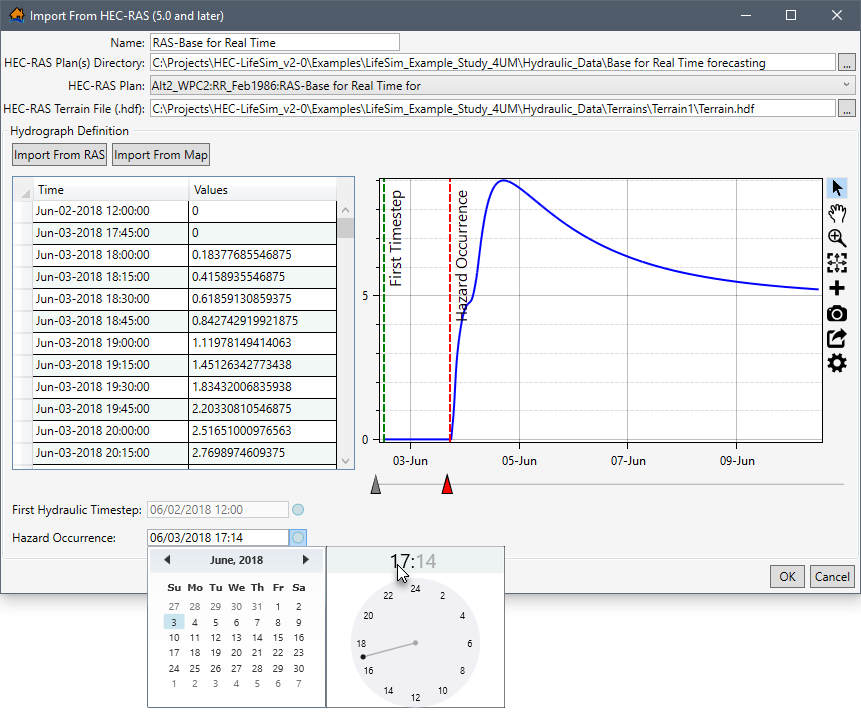 Import From HEC-RAS (5.0 and later)
Name: RAS-Base for Real Time
HEC-RAS Plan(s) Directory: C:\Projects\HEC-LifeSim_v2-0\Examples\LifeSim_Example_Study_4UM\Hydraulic_Data\Base for Real Time forecasting ...
HEC-RAS Plan: Alt2_WPC2:RR_Feb1986:RAS-Base for Real Time for
HEC-RAS Terrain File (.hdf): C:\Projects\HEC-LifeSim_v2-0\Examples\LifeSim_Example_Study_4UM\Hydraulic_Data\Terrains\Terrain1\Terrain.hdf ...
Hydrograph Definition
Import From RAS Import From Map
Time Values
Jun-02-2018 12:00:00 0
Jun-03-2018 17:45:00 0
Jun-03-2018 18:00:00 0.18377685546875
Jun-03-2018 18:15:00 0.4158935546875
Jun-03-2018 18:30:00 0.61859130859375
Jun-03-2018 18:45:00 0.842742919921875
Jun-03-2018 19:00:00 1.11978149414063
Jun-03-2018 19:15:00 1.45126342773438
Jun-03-2018 19:30:00 1.83432006835938
Jun-03-2018 19:45:00 2.20330810546875
Jun-03-2018 20:00:00 2.51651000976563
Jun-03-2018 20:15:00 2.7698974609375
First Timestep
Hazard Occurrence
5
0
03-Jun 05-Jun 07-Jun 09-Jun
First Hydraulic Timestep: 06/02/2018 12:00
Hazard Occurrence: 06/03/2018 17:14
June, 2018
Su Mo Tu We Th Fr Sa
27 28 29 30 31 1 2
3 4 5 6 7 8 9
10 11 12 13 14 15 16
17 18 19 20 21 22 23
24 25 26 27 28 29 30
1 2 3 4 5 6 7
17:14
24
22 2
20 4
18 6
16 8
14 10
12
OK Cancel